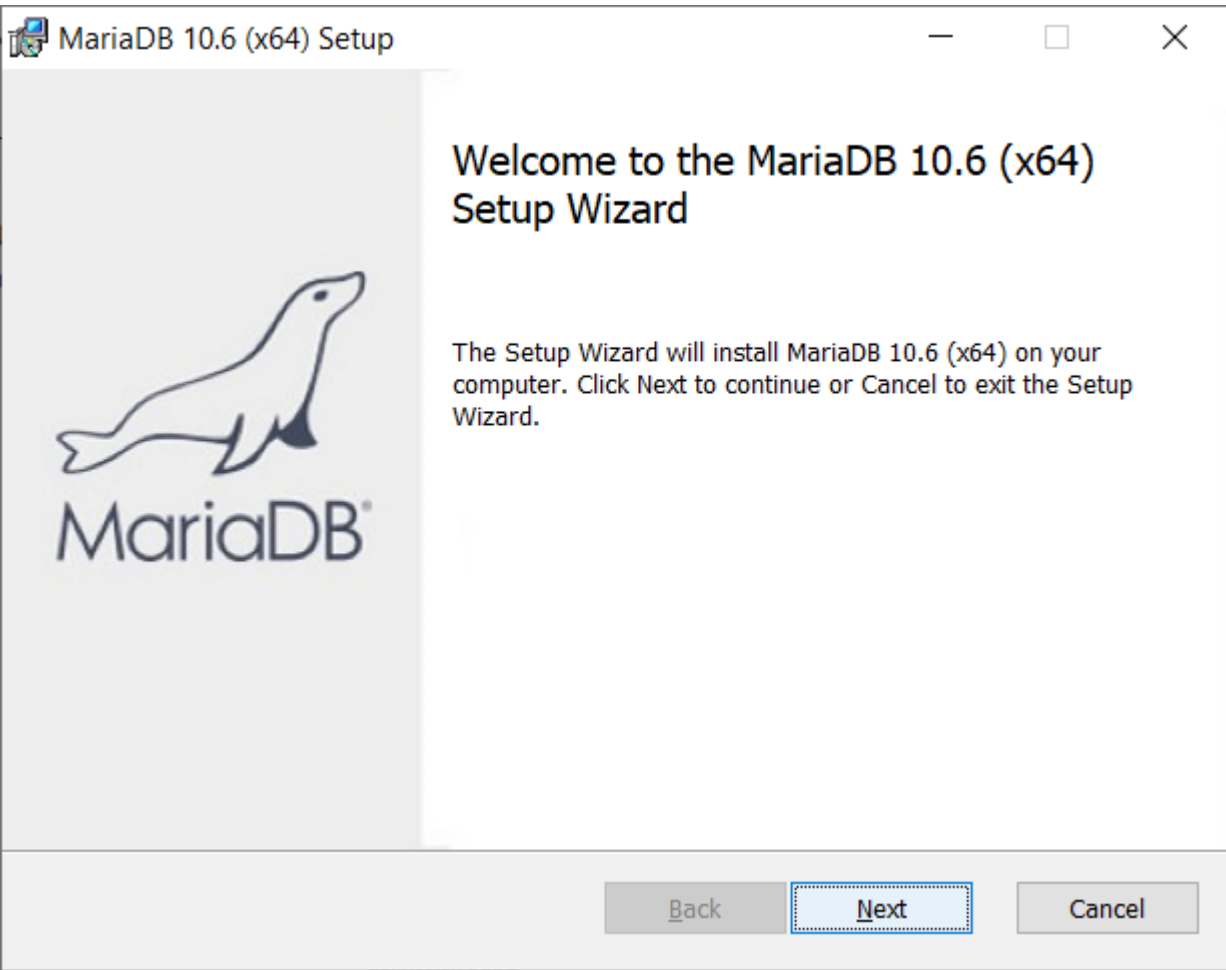 MariaDB 10.6 (x64) Setup
Welcome to the MariaDB 10.6 (x64)
Setup Wizard
The Setup Wizard will install MariaDB 10.6 (x64) on your
computer. Click Next to continue or Cancel to exit the Setup
Wizard.
MariaDB®
Back
Next
Cancel